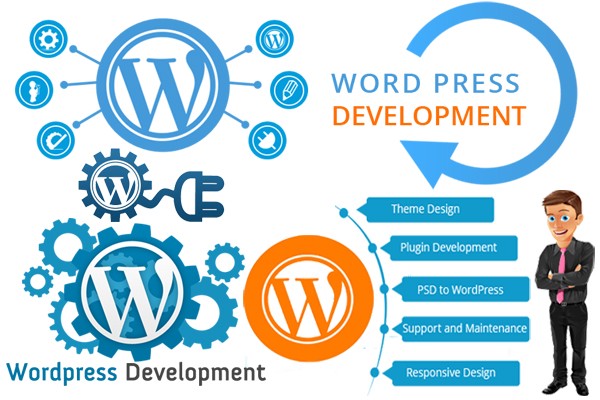 WORD PRESS
DEVELOPMENT
Theme Design
Plugin Development
PSD to WordPress
Support and Maintenance
Responsive Design
Wordpress Development